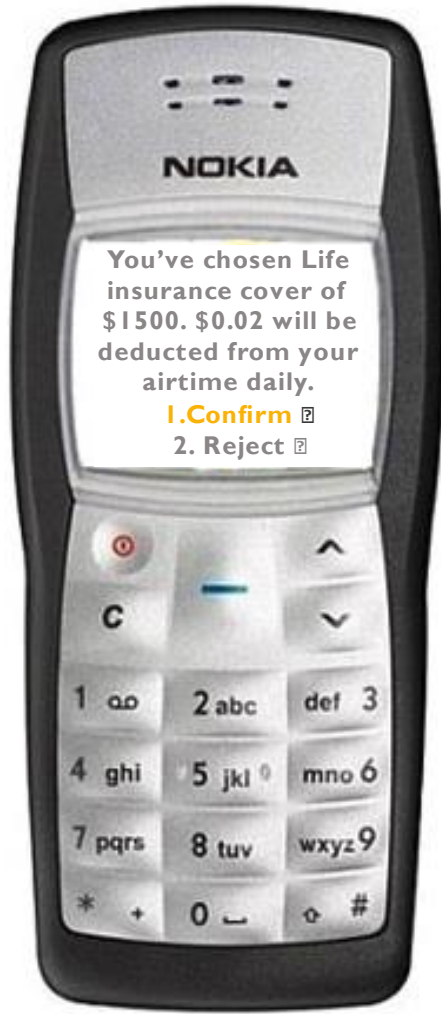 NOKIA
You've chosen Life
insurance cover of
$1500. $0.02 will be
deducted from your
airtime daily.
1.Confirm
2. Reject
C
1
2 abc
def 3
4 ghi
5 jkl
mno 6
7 pqrs
8 tuv
wxyz 9
* +
0
#